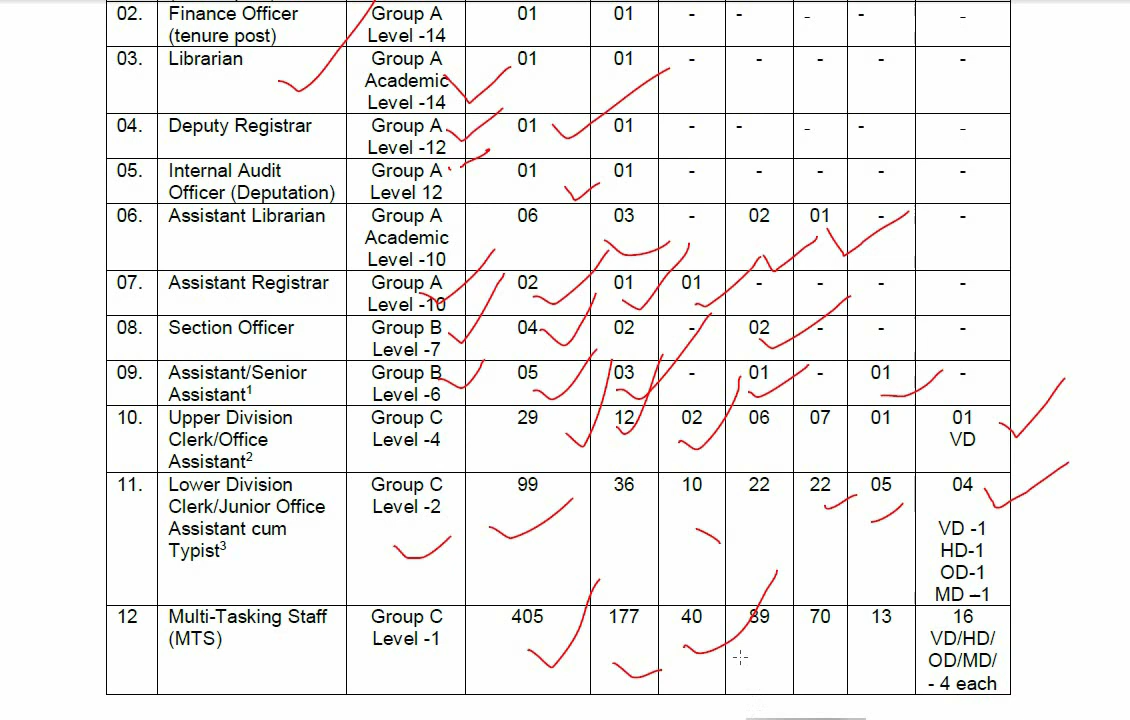 02. Finance Officer Group A 01 01 - - - - -
(tenure post) Level -14
03. Librarian Group A 01 01 - - - - -
Academic
Level -14
04. Deputy Registrar Group A 01 01 - - - - -
Level -12
05. Internal Audit Group A 01 01 - - - - -
Officer (Deputation) Level 12
06. Assistant Librarian Group A 06 03 - 02 01 - -
Academic
Level -10
07. Assistant Registrar Group A 02 01 01 - - - -
Level -10
08. Section Officer Group B 04 02 - 02 - - -
Level -7
09. Assistant/Senior Group B 05 03 - 01 - 01 -
Assistant¹ Level -6
10. Upper Division Group C 29 12 02 06 07 01 01
Clerk/Office Level -4 VD
Assistant²
11. Lower Division Group C 99 36 10 22 22 05 04
Clerk/Junior Office Level -2
Assistant cum VD -1
Typist³ HD-1
OD-1
MD –1
12 Multi-Tasking Staff Group C 405 177 40 89 70 13 16
(MTS) Level -1 VD/HD/
OD/MD/
- 4 each